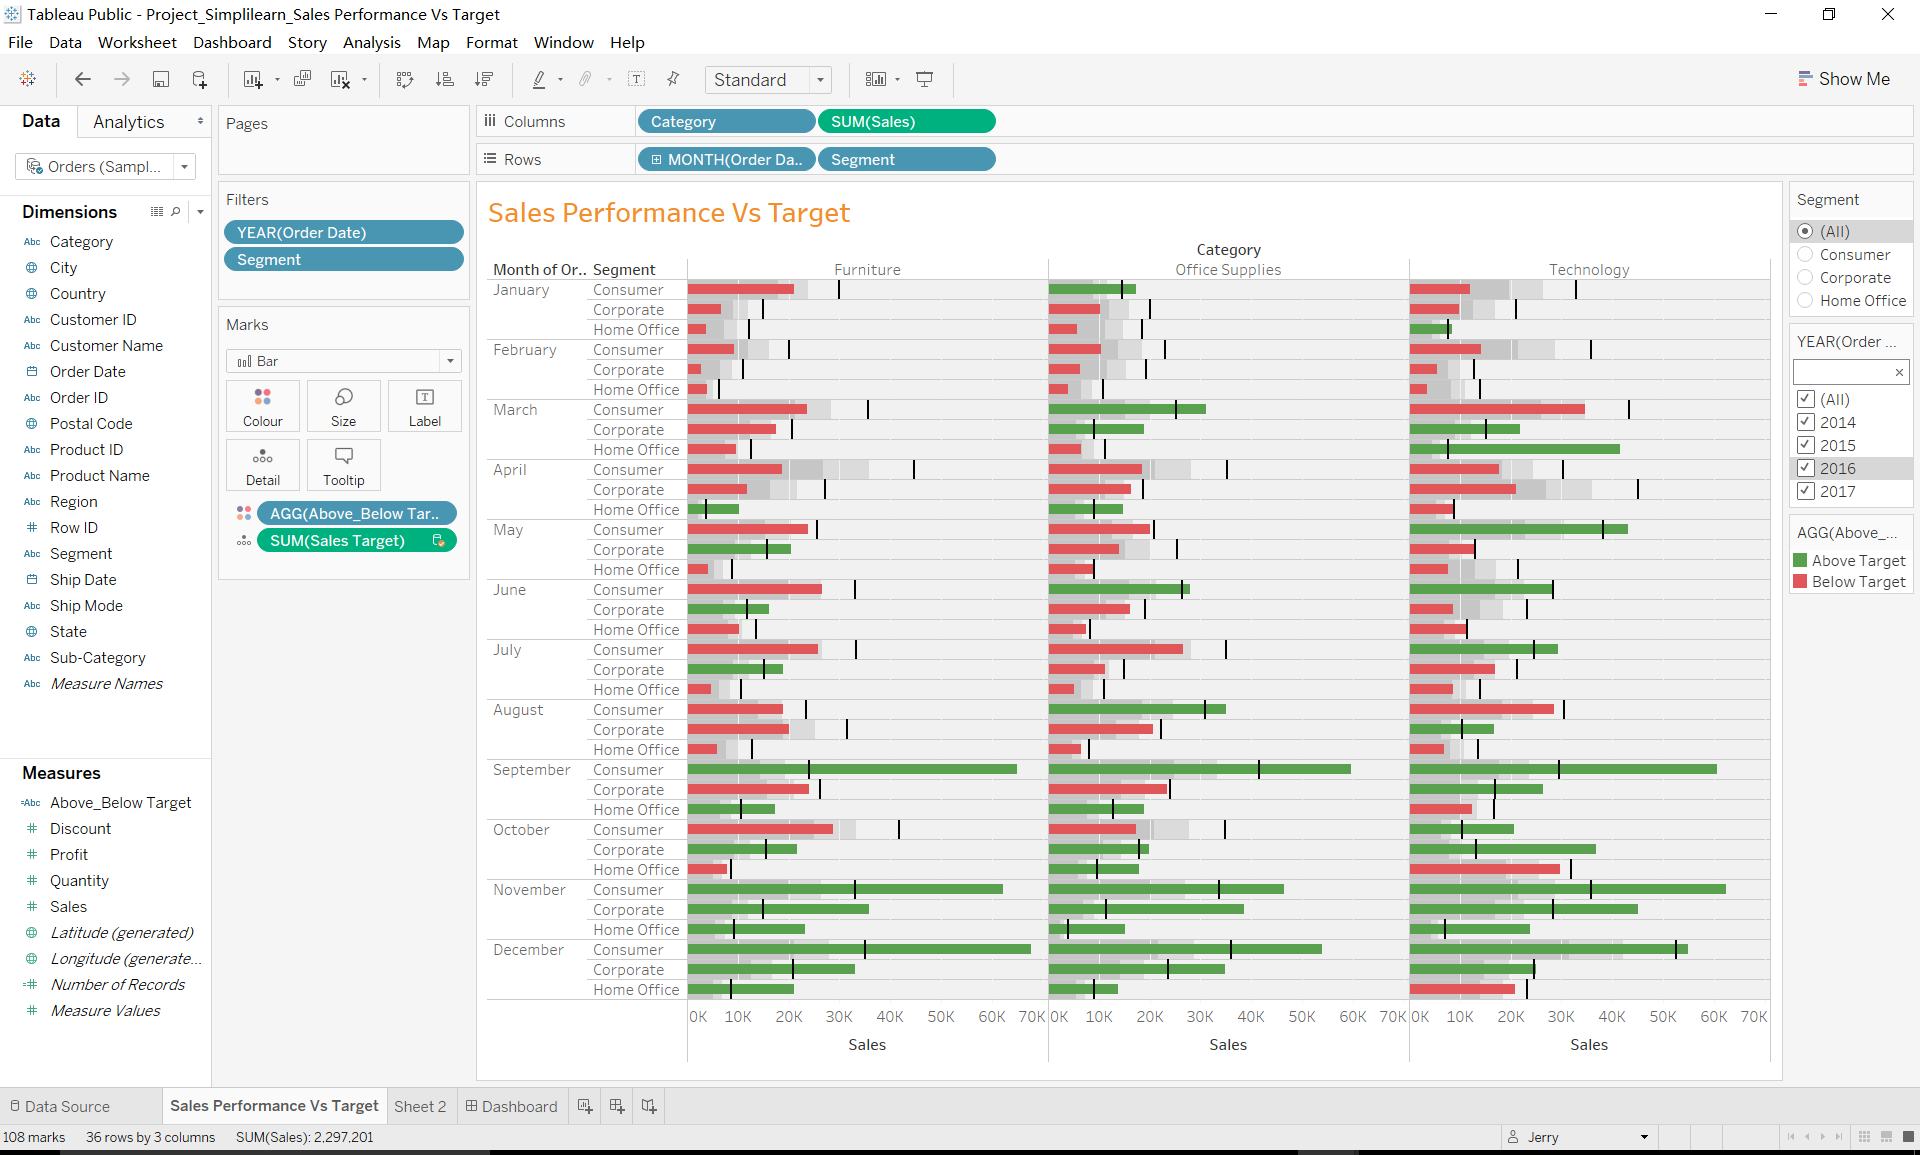 Tableau Public - Project_Simplilearn_Sales Performance Vs Target
File Data Worksheet Dashboard Story Analysis Map Format Window Help
Standard
Show Me
Data Analytics
Orders (Sampl...
Dimensions
Abc Category
City
Country
Abc Customer ID
Abc Customer Name
Order Date
Abc Order ID
Postal Code
Abc Product ID
Abc Product Name
Abc Region
# Row ID
Abc Segment
Ship Date
Abc Ship Mode
State
Abc Sub-Category
Abc Measure Names
Measures
=Abc Above_Below Target
# Discount
# Profit
# Quantity
# Sales
Latitude (generated)
Longitude (generate...
=# Number of Records
# Measure Values
Pages
Filters
YEAR(Order Date)
Segment
Marks
Bar
Colour Size Label
Detail Tooltip
AGG(Above_Below Tar..
SUM(Sales Target)
Columns Category SUM(Sales)
Rows MONTH(Order Da.. Segment
Sales Performance Vs Target
Category
Month of Or.. Segment Furniture Office Supplies Technology
January Consumer
Corporate
Home Office
February Consumer
Corporate
Home Office
March Consumer
Corporate
Home Office
April Consumer
Corporate
Home Office
May Consumer
Corporate
Home Office
June Consumer
Corporate
Home Office
July Consumer
Corporate
Home Office
August Consumer
Corporate
Home Office
September Consumer
Corporate
Home Office
October Consumer
Corporate
Home Office
November Consumer
Corporate
Home Office
December Consumer
Corporate
Home Office
0K 10K 20K 30K 40K 50K 60K 70K 0K 10K 20K 30K 40K 50K 60K 70K 0K 10K 20K 30K 40K 50K 60K 70K
Sales Sales Sales
Segment
(All)
Consumer
Corporate
Home Office
YEAR(Order ...
(All)
2014
2015
2016
2017
AGG(Above_...
Above Target
Below Target
Data Source Sales Performance Vs Target Sheet 2 Dashboard
108 marks 36 rows by 3 columns SUM(Sales): 2,297,201 Jerry